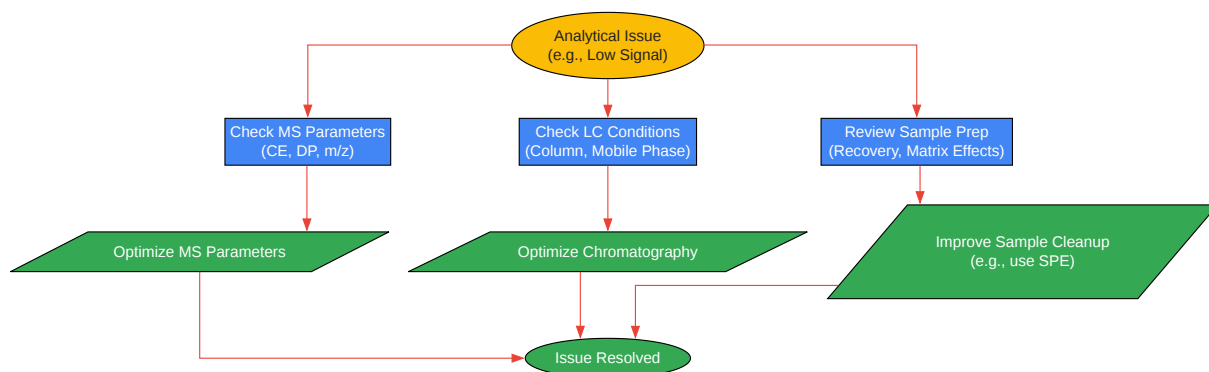 Analytical Issue
(e.g., Low Signal)
Check MS Parameters
(CE, DP, m/z)
Check LC Conditions
(Column, Mobile Phase)
Review Sample Prep
(Recovery, Matrix Effects)
Optimize MS Parameters
Optimize Chromatography
Improve Sample Cleanup
(e.g., use SPE)
Issue Resolved